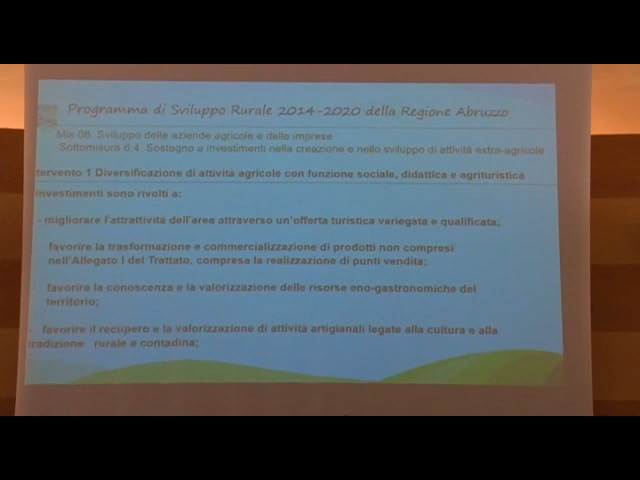 Programma di Sviluppo Rurale 2014-2020 della Regione Abruzzo
Mis 06. Sviluppo delle aziende agricole e delle imprese
Sottomisura 6.4. Sostegno a investimenti nella creazione e nello sviluppo di attività extra-agricole
tervento 1 Diversificazione di attività agricole con funzione sociale, didattica e agrituristica
investimenti sono rivolti a:
- migliorare l'attrattività dell'area attraverso un'offerta turistica variegata e qualificata;
favorire la trasformazione e commercializzazione di prodotti non compresi
nell'Allegato I del Trattato, compresa la realizzazione di punti vendita;
favorire la conoscenza e la valorizzazione delle risorse eno-gastronomiche del
territorio;
- favorire il recupero e la valorizzazione di attività artigianali legate alla cultura e alla
tradizione rurale e contadina;